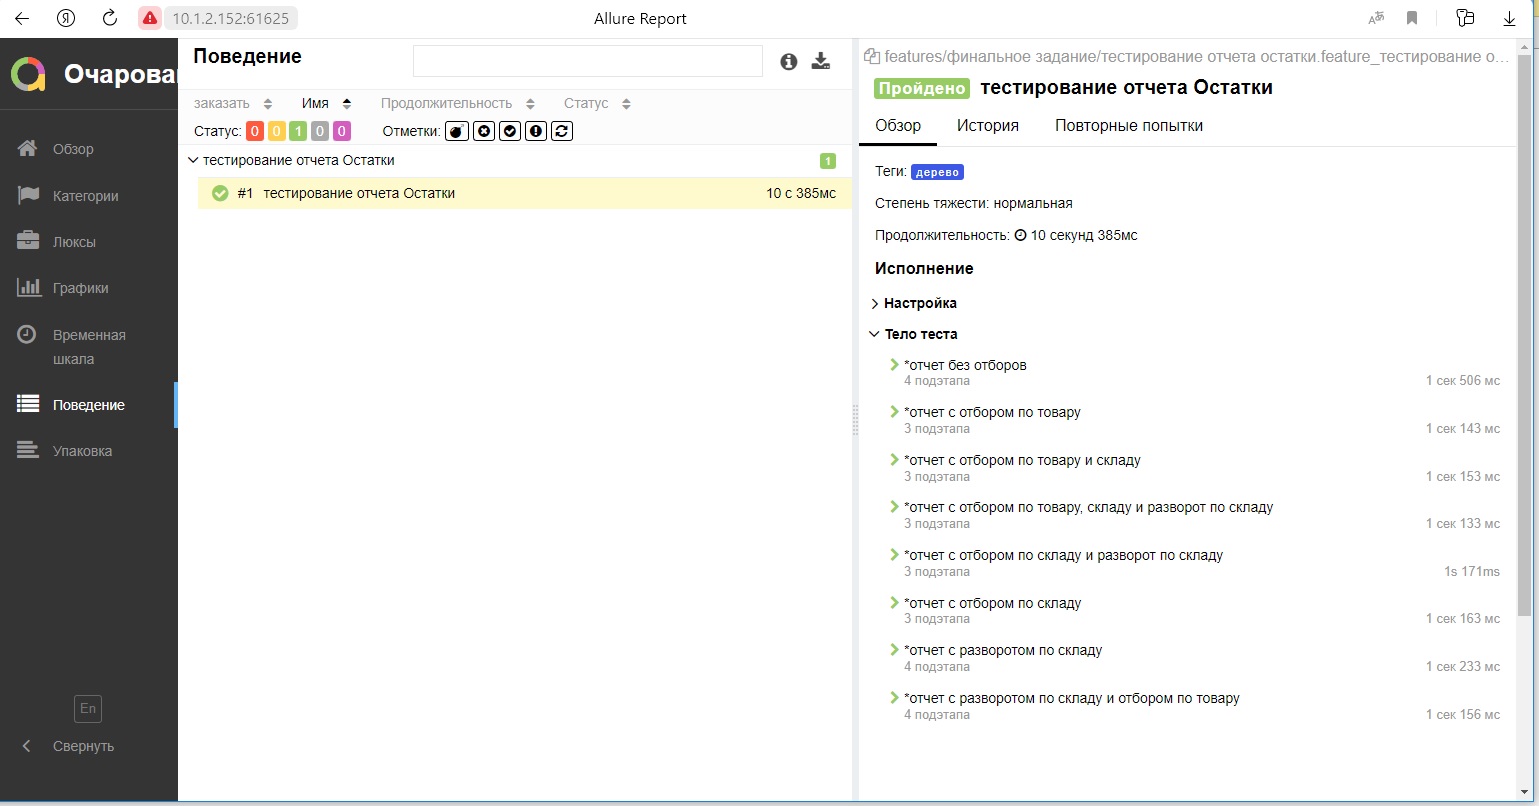 10.1.2.152:61625
Allure Report
Очарова
Обзор
Категории
Люксы
Графики
Временная
шкала
Поведение
Упаковка
En
Свернуть
Поведение
заказать Имя Продолжительность Статус
Статус: 0 0 1 0 0 Отметки:
тестирование отчета Остатки 1
#1 тестирование отчета Остатки 10 с 385мс
features/финальное задание/тестирование отчета остатки.feature_тестирование о...
Пройдено тестирование отчета Остатки
Обзор История Повторные попытки
Теги: дерево
Степень тяжести: нормальная
Продолжительность: 10 секунд 385мс
Исполнение
Настройка
Тело теста
*отчет без отборов
4 подэтапа 1 сек 506 мс
*отчет с отбором по товару
3 подэтапа 1 сек 143 мс
*отчет с отбором по товару и складу
3 подэтапа 1 сек 153 мс
*отчет с отбором по товару, складу и разворот по складу
3 подэтапа 1 сек 133 мс
*отчет с отбором по складу и разворот по складу
3 подэтапа 1s 171ms
*отчет с отбором по складу
3 подэтапа 1 сек 163 мс
*отчет с разворотом по складу
4 подэтапа 1 сек 233 мс
*отчет с разворотом по складу и отбором по товару
4 подэтапа 1 сек 156 мс